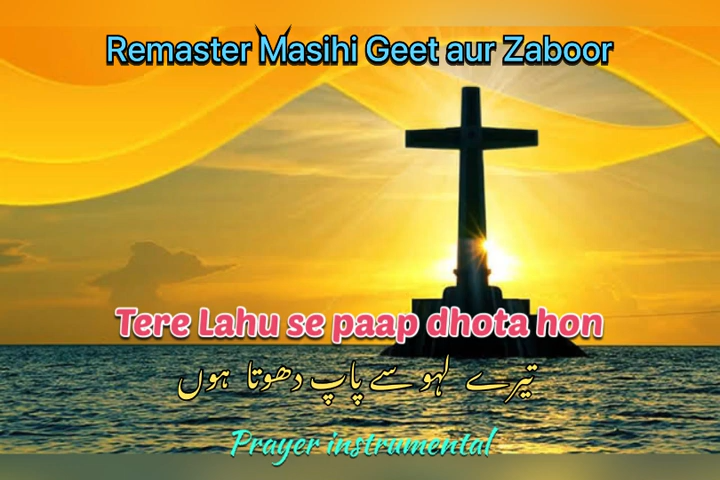 Remaster Masihi Geet aur Zaboor
Tere Lahu se paap dhota hon
تیرے لہو سے پاپ دھوتا ہوں
Prayer instrumental